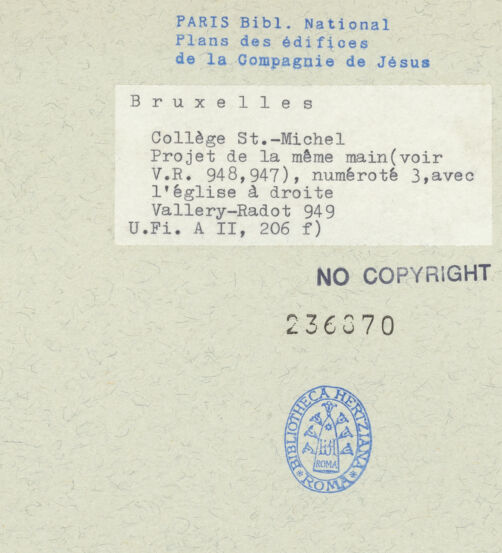 PARIS Bibl. National
Plans des édifices
de la Compagnie de Jésus
B r u x e l l e s
Collège St.-Michel
Projet de la même main(voir
V.R. 948,947), numéroté 3,avec
l'église à droite
Vallery-Radot 949
U.Fi. A II, 206 f)
NO COPYRIGHT
236870
BIBLIOTHECA HERTZIANA
ROMA
ROMA